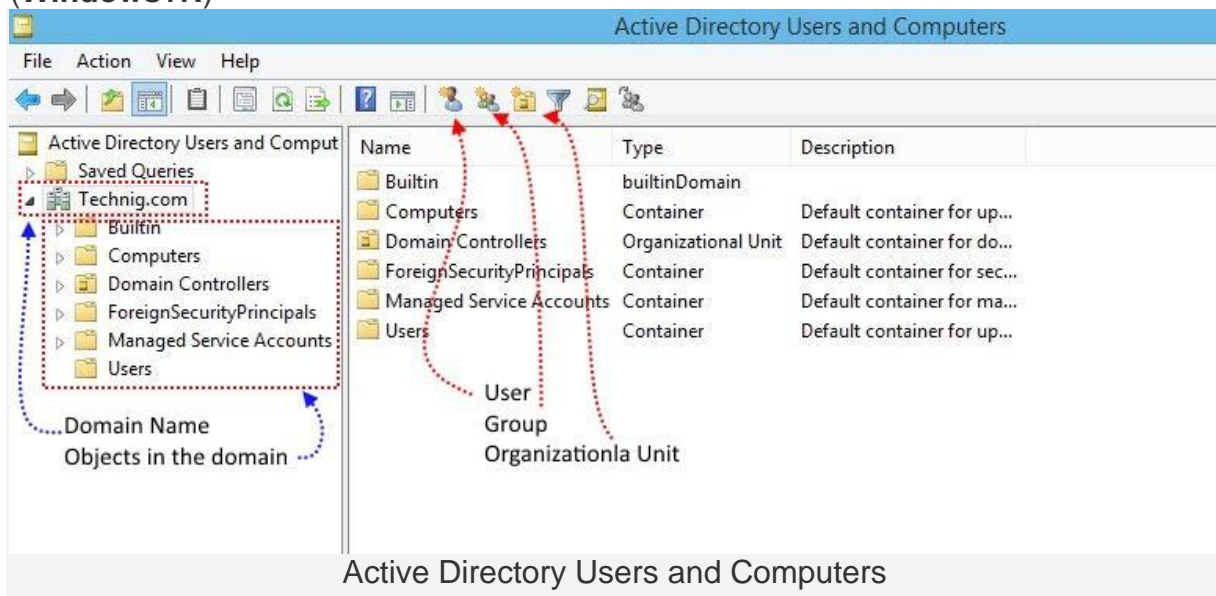 (Windows+R)
Active Directory Users and Computers
File Action View Help
Active Directory Users and Comput
Saved Queries
Technig.com
Builtin
Computers
Domain Controllers
ForeignSecurityPrincipals
Managed Service Accounts
Users
Name Type Description
Builtin builtinDomain
Computers Container Default container for up...
Domain Controllers Organizational Unit Default container for do...
ForeignSecurityPrincipals Container Default container for sec...
Managed Service Accounts Container Default container for ma...
Users Container Default container for up...
Domain Name
Objects in the domain
User
Group
Organizationla Unit
Active Directory Users and Computers